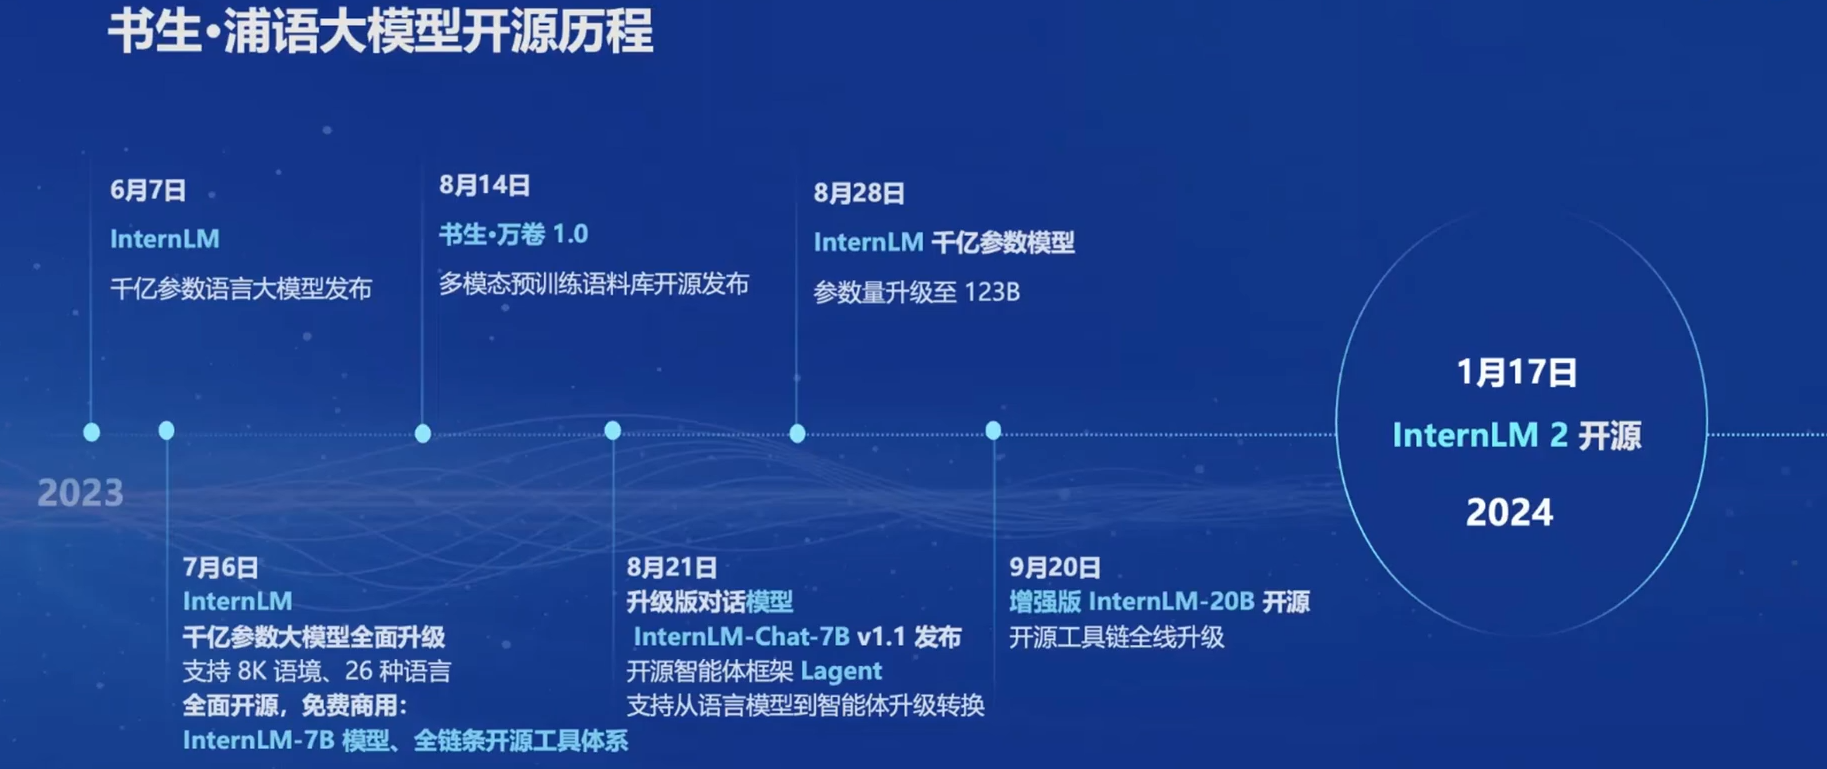 书生•浦语大模型开源历程
6月7日
InternLM
千亿参数语言大模型发布
8月14日
书生•万卷 1.0
多模态预训练语料库开源发布
8月28日
InternLM 千亿参数模型
参数量升级至 123B
2023
7月6日
InternLM
千亿参数大模型全面升级
支持 8K 语境、26 种语言
全面开源，免费商用：
InternLM-7B 模型、全链条开源工具体系
8月21日
升级版对话模型
InternLM-Chat-7B v1.1 发布
开源智能体框架 Lagent
支持从语言模型到智能体升级转换
9月20日
增强版 InternLM-20B 开源
开源工具链全线升级
1月17日
InternLM 2 开源
2024